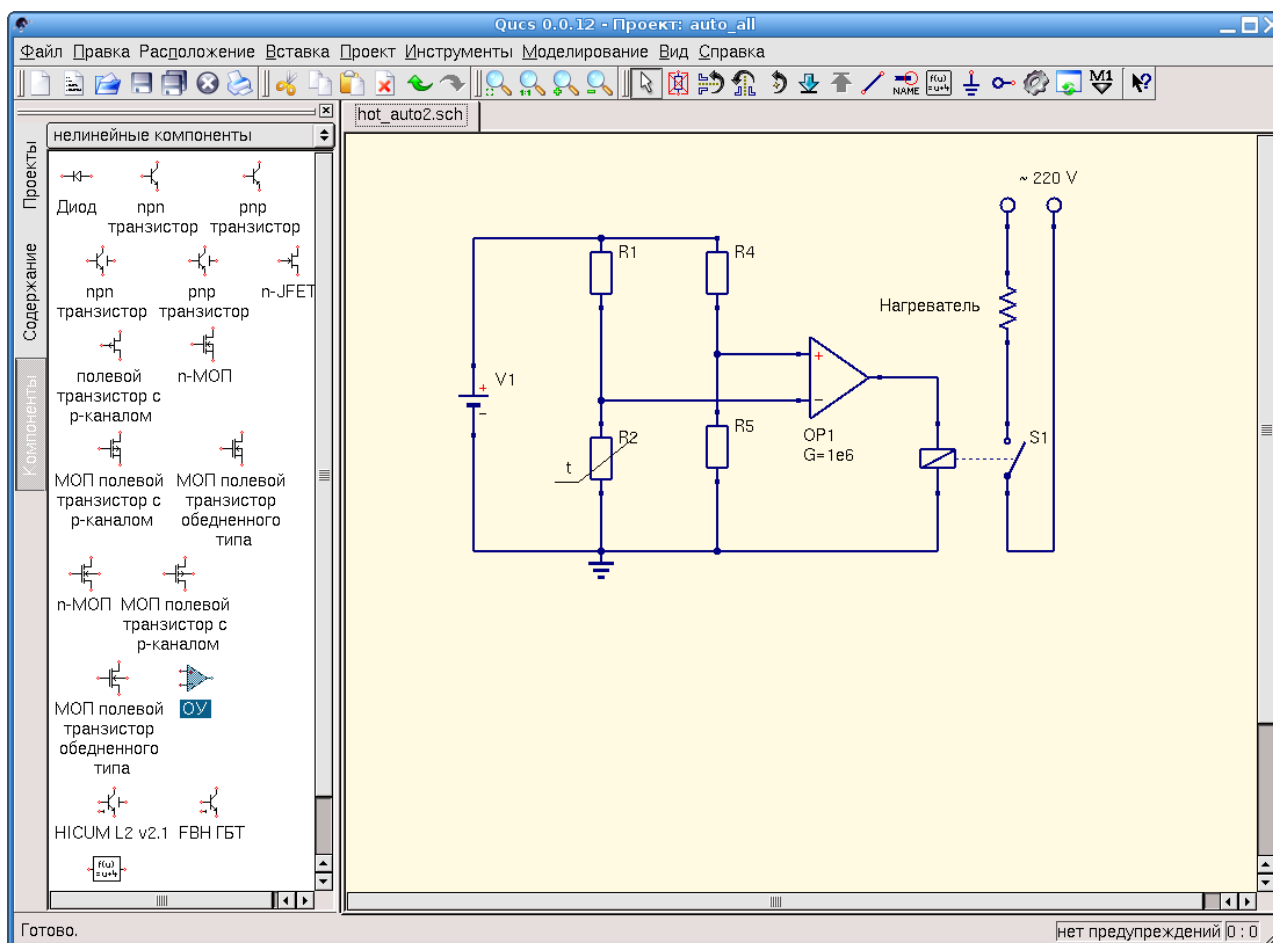 Qucs 0.0.12 - Проект: auto_all
Файл Правка Расположение Вставка Проект Инструменты Моделирование Вид Справка
NAME
f(u)
=u+4
M1
hot_auto2.sch
Проекты
Содержание
Компоненты
нелинейные компоненты
Диод
npn
транзистор
pnp
транзистор
npn
транзистор
pnp
транзистор
n-JFET
полевой
транзистор с
р-каналом
n-МОП
МОП полевой
транзистор с
р-каналом
МОП полевой
транзистор
обедненного
типа
n-МОП
МОП полевой
транзистор с
р-каналом
МОП полевой
транзистор
обедненного
типа
ОУ
HICUM L2 v2.1
FBH ГБТ
f(u)
=u+4
~ 220 V
R1
R4
Нагреватель
V1
+
-
+
-
R2
t
R5
OP1
G=1e6
S1
Готово.
нет предупреждений
0 : 0